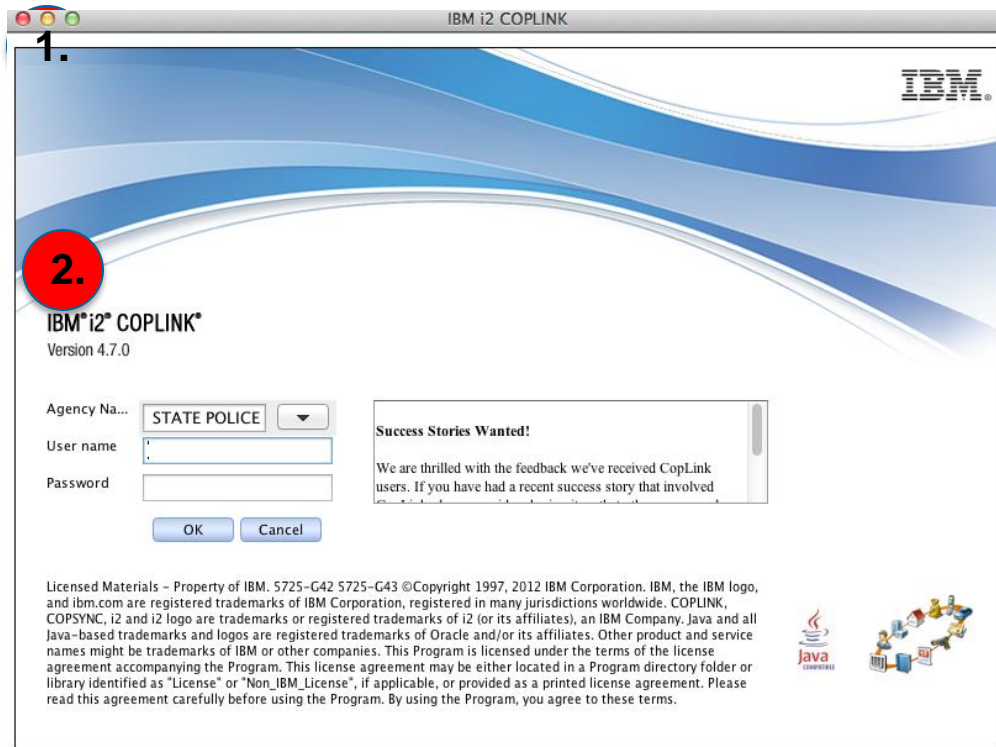 IBM i2 COPLINK
1.
IBM®
2.
IBM® i2® COPLINK®
Version 4.7.0
Agency Na...
STATE POLICE
User name
Password
OK
Cancel
Success Stories Wanted!
We are thrilled with the feedback we've received CopLink
users. If you have had a recent success story that involved
Licensed Materials – Property of IBM. 5725-G42 5725-G43 ©Copyright 1997, 2012 IBM Corporation. IBM, the IBM logo,
and ibm.com are registered trademarks of IBM Corporation, registered in many jurisdictions worldwide. COPLINK,
COPSYNC, i2 and i2 logo are trademarks or registered trademarks of i2 (or its affiliates), an IBM Company. Java and all
Java-based trademarks and logos are registered trademarks of Oracle and/or its affiliates. Other product and service
names might be trademarks of IBM or other companies. This Program is licensed under the terms of the license
agreement accompanying the Program. This license agreement may be either located in a Program directory folder or
library identified as "License" or "Non_IBM_License", if applicable, or provided as a printed license agreement. Please
read this agreement carefully before using the Program. By using the Program, you agree to these terms.
Java
COMPATIBLE